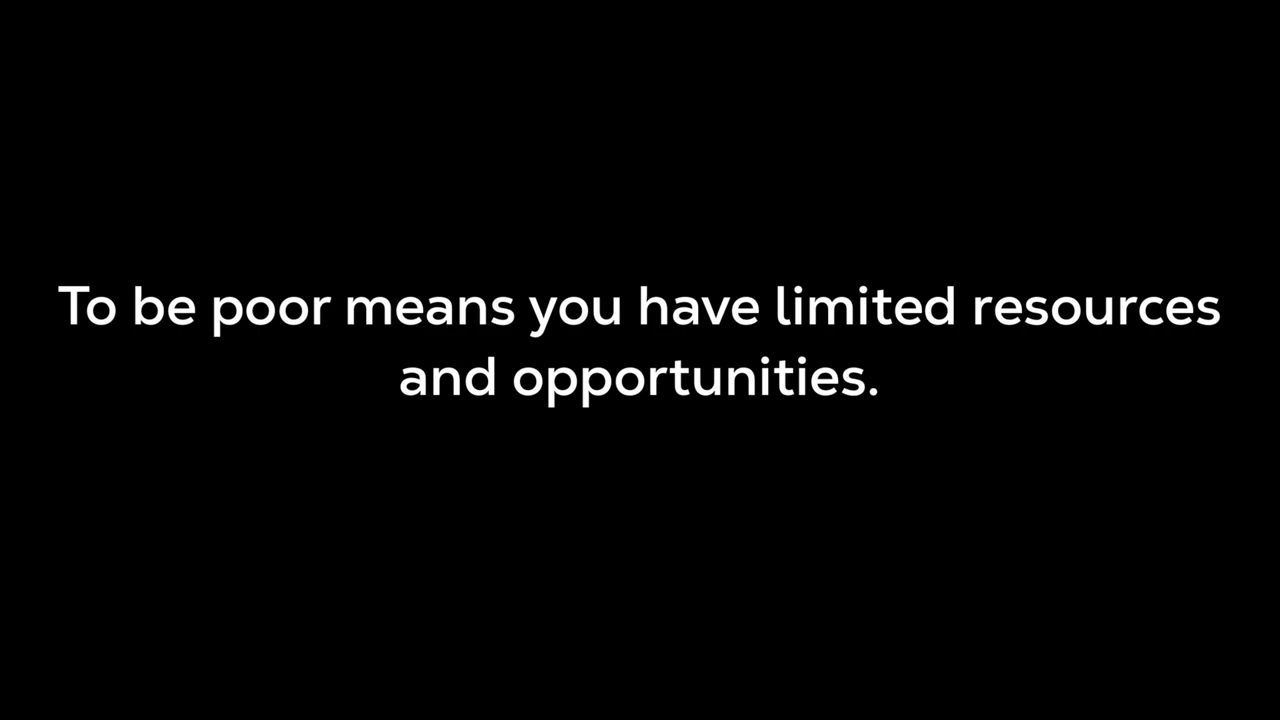 To be poor means you have limited resources
and opportunities.